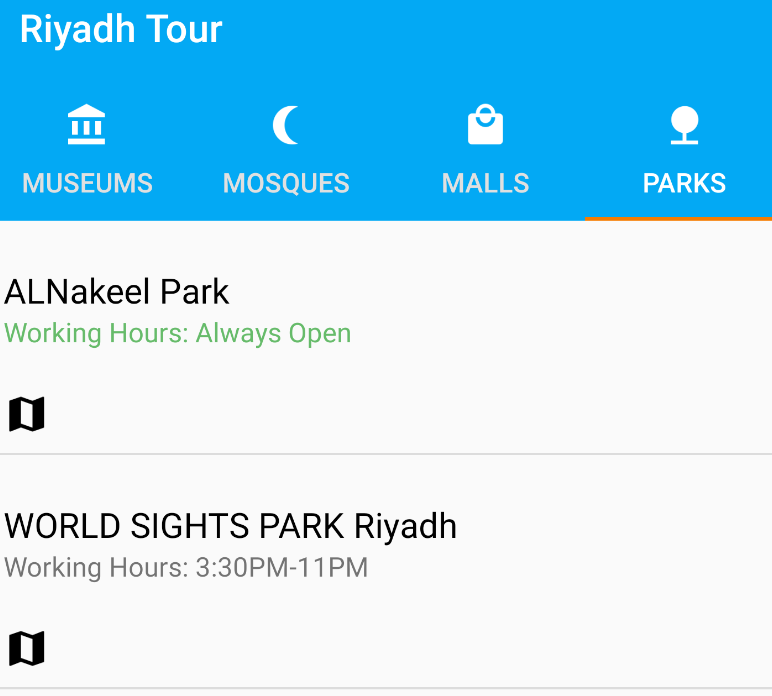 Riyadh Tour
MUSEUMS MOSQUES MALLS PARKS
ALNakeel Park
Working Hours: Always Open
WORLD SIGHTS PARK Riyadh
Working Hours: 3:30PM-11PM